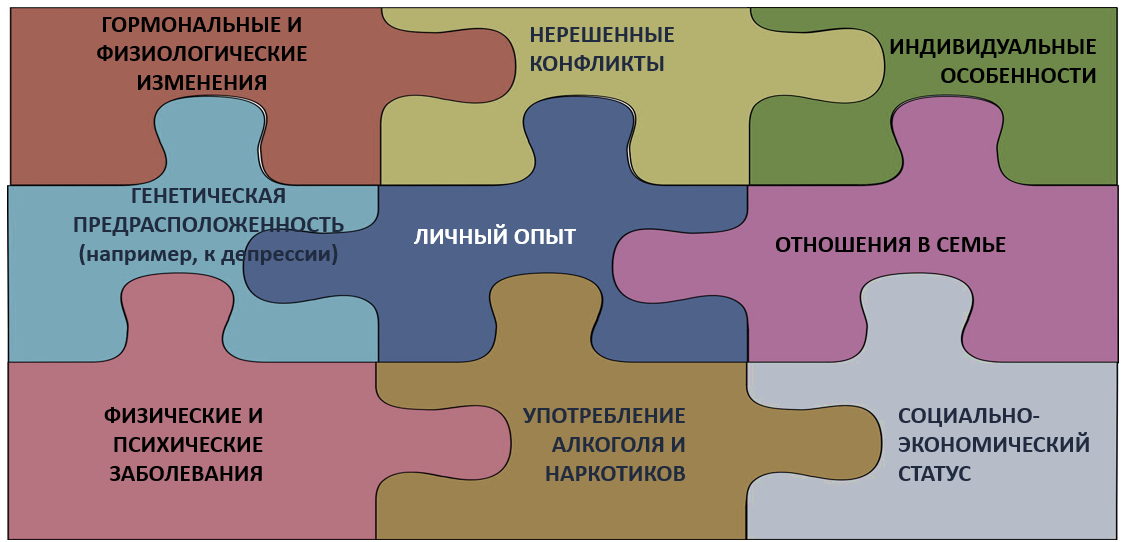 ГОРМОНАЛЬНЫЕ И
ФИЗИОЛОГИЧЕСКИЕ
ИЗМЕНЕНИЯ
НЕРЕШЕННЫЕ
КОНФЛИКТЫ
ИНДИВИДУАЛЬНЫЕ
ОСОБЕННОСТИ
ГЕНЕТИЧЕСКАЯ
ПРЕДРАСПОЛОЖЕННОСТЬ
(например, к депрессии)
ЛИЧНЫЙ ОПЫТ
ОТНОШЕНИЯ В СЕМЬЕ
ФИЗИЧЕСКИЕ И
ПСИХИЧЕСКИЕ
ЗАБОЛЕВАНИЯ
УПОТРЕБЛЕНИЕ
АЛКОГОЛЯ И
НАРКОТИКОВ
СОЦИАЛЬНО-
ЭКОНОМИЧЕСКИЙ
СТАТУС